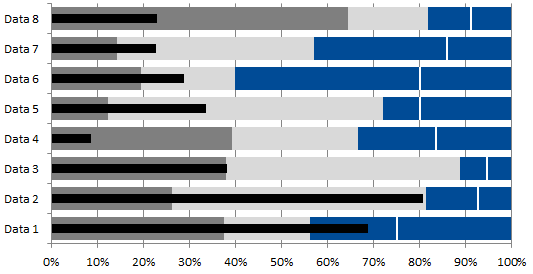 Data 8
Data 7
Data 6
Data 5
Data 4
Data 3
Data 2
Data 1
0% 10% 20% 30% 40% 50% 60% 70% 80% 90% 100%